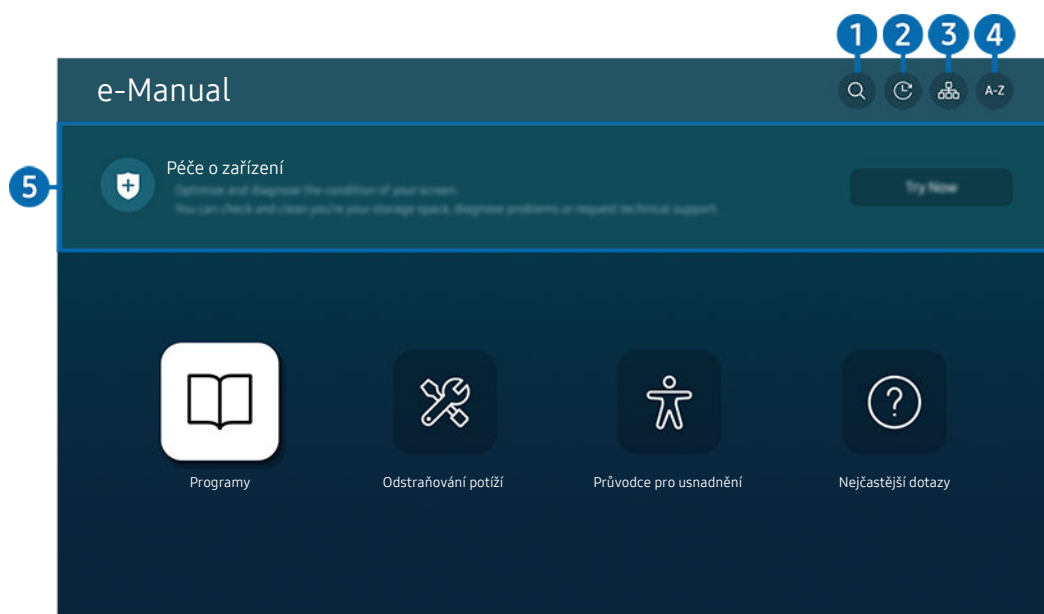 1 2 3 4
e-Manual
A-Z
5
Péče o zařízení
Optimise and diagnose the condition of your screen.
You can check and clean you're your storage space, diagnose problems or request technical support.
Try Now
Programy
Odstraňování potíží
Průvodce pro usnadnění
Nejčastější dotazy